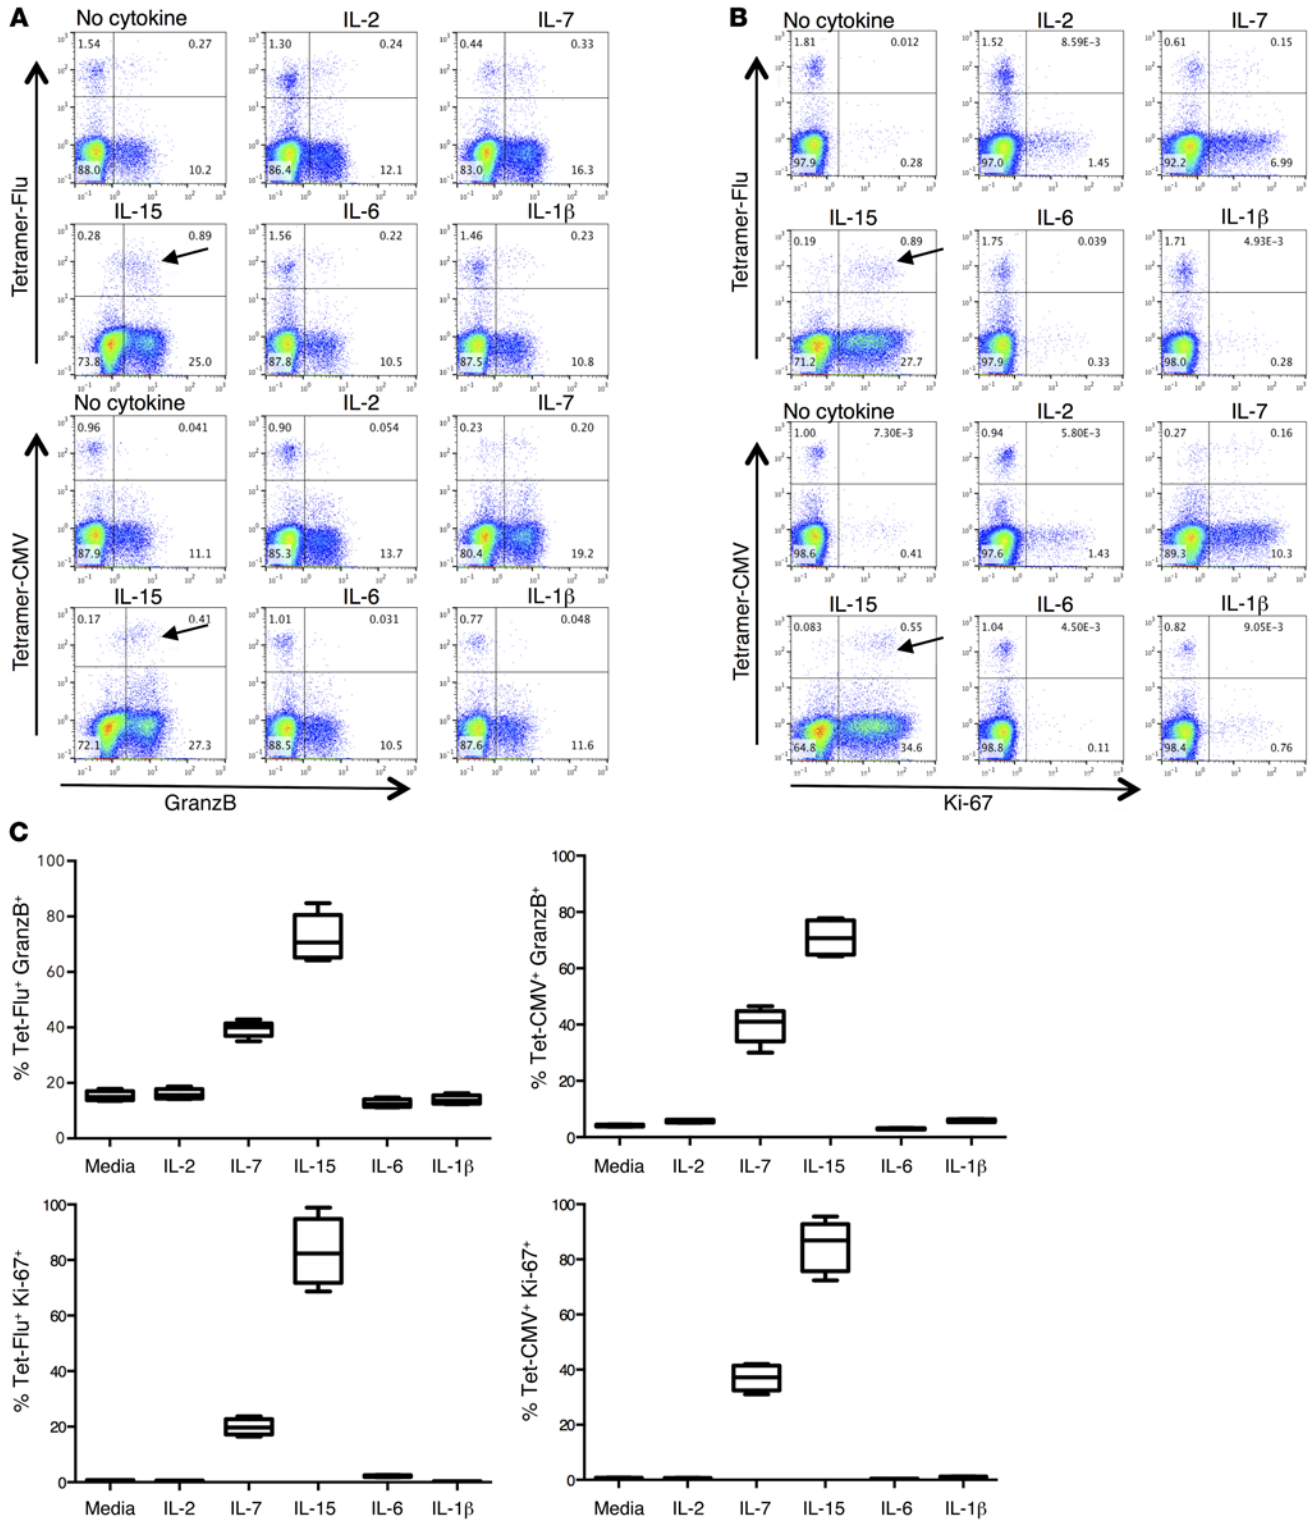 A
No cytokine IL-2 IL-7
1.54 0.27 1.30 0.24 0.44 0.33
88.0 10.2 86.4 12.1 83.0 16.3
IL-15 IL-6 IL-1β
0.28 0.89 1.56 0.22 1.46 0.23
73.8 25.0 87.8 10.5 87.5 10.8
Tetramer-Flu
No cytokine IL-2 IL-7
0.96 0.041 0.90 0.054 0.23 0.20
87.9 11.1 85.3 13.7 80.4 19.2
IL-15 IL-6 IL-1β
0.17 0.41 1.01 0.031 0.77 0.048
72.1 27.3 88.5 10.5 87.6 11.6
Tetramer-CMV
GranzB
B
No cytokine IL-2 IL-7
1.81 0.012 1.52 8.59E-3 0.61 0.15
97.9 0.28 97.0 1.45 92.2 6.99
IL-15 IL-6 IL-1β
0.19 0.89 1.75 0.039 1.71 4.93E-3
71.2 27.7 97.9 0.33 98.0 0.28
Tetramer-Flu
No cytokine IL-2 IL-7
1.00 7.30E-3 0.94 5.80E-3 0.27 0.16
98.6 0.41 97.6 1.43 89.3 10.3
IL-15 IL-6 IL-1β
0.083 0.55 1.04 4.50E-3 0.82 9.05E-3
64.8 34.6 98.8 0.11 98.4 0.76
Tetramer-CMV
Ki-67
C
% Tet-Flu⁺ GranzB⁺
100
80
60
40
20
0
Media IL-2 IL-7 IL-15 IL-6 IL-1β
% Tet-CMV⁺ GranzB⁺
100
80
60
40
20
0
Media IL-2 IL-7 IL-15 IL-6 IL-1β
% Tet-Flu⁺ Ki-67⁺
100
80
60
40
20
0
Media IL-2 IL-7 IL-15 IL-6 IL-1β
% Tet-CMV⁺ Ki-67⁺
100
80
60
40
20
0
Media IL-2 IL-7 IL-15 IL-6 IL-1β